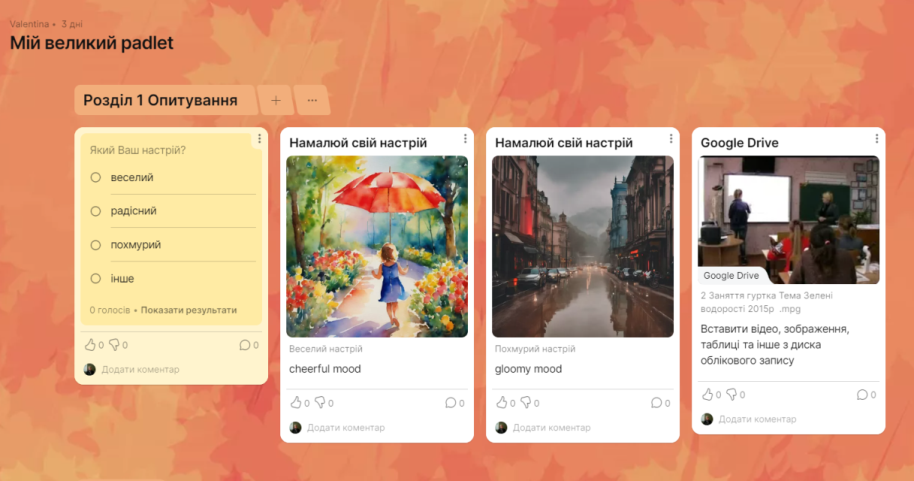 Valentina • 3 дні
Мій великий padlet
Розділ 1 Опитування
Який Ваш настрій?
веселий
радісний
похмурий
інше
0 голосів • Показати результати
0 0 0
Додати коментар
Намалюй свій настрій
Веселий настрій
cheerful mood
0 0 0
Додати коментар
Намалюй свій настрій
Похмурий настрій
gloomy mood
0 0 0
Додати коментар
Google Drive
Google Drive
2 Заняття гуртка Тема Зелені
водорості 2015р .mpg
Вставити відео, зображення,
таблиці та інше з диска
облікового запису
0 0 0
Додати коментар